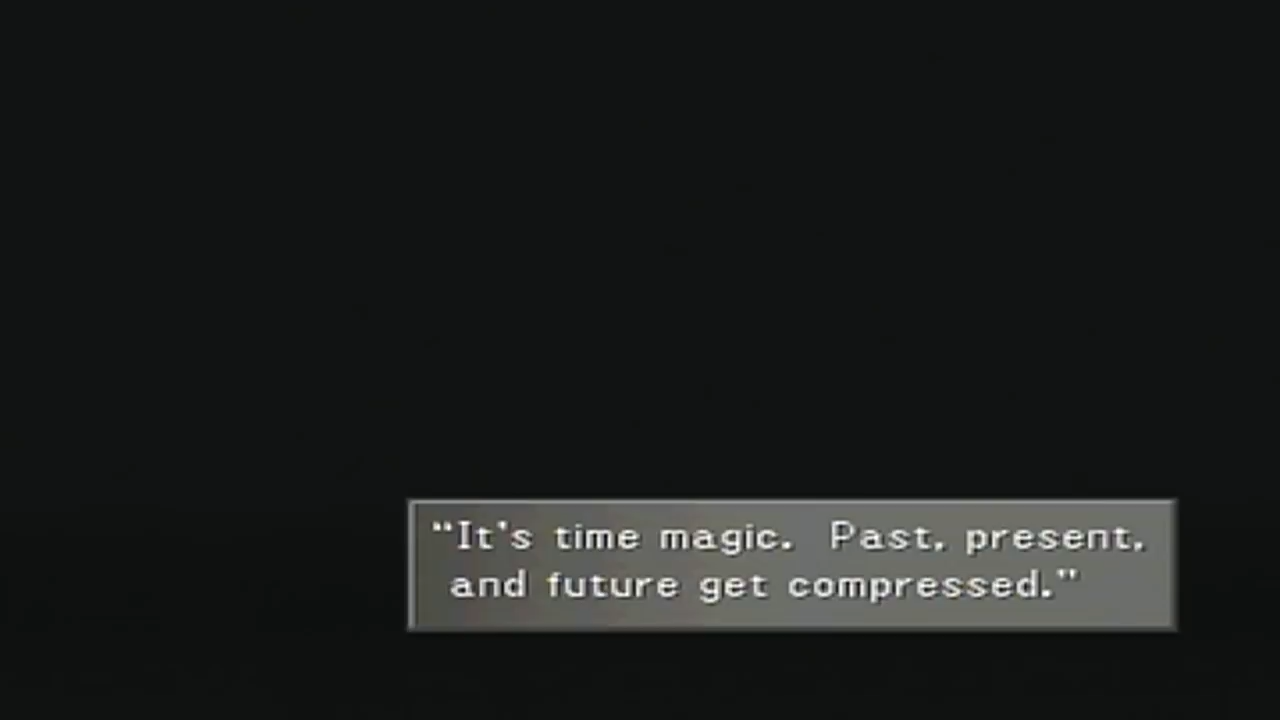 “It's time magic.  Past, present,
and future get compressed.”